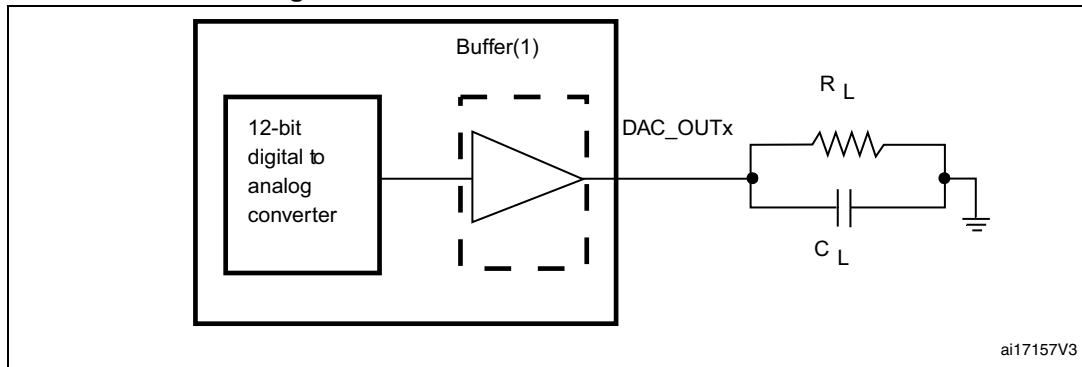 Buffer(1)
12-bit
digital to
analog
converter
DAC_OUTx
R L
C L
ai17157V3